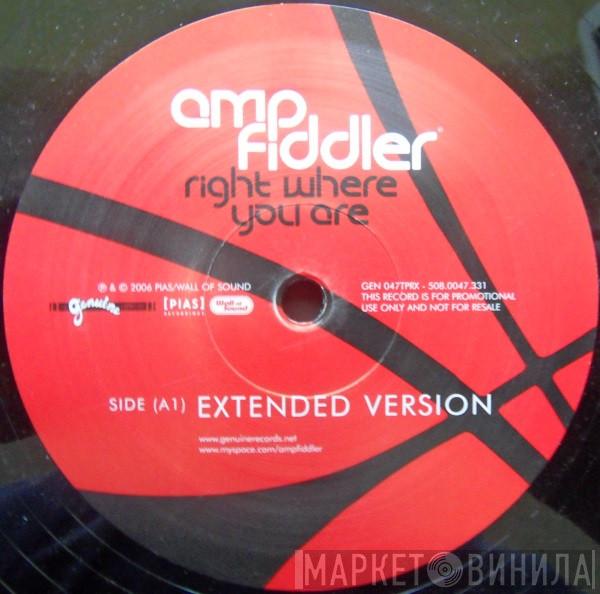 amp
fiddler
right where
you are
℗ & © 2006 PIAS/WALL OF SOUND
genuine
[PIAS]
RECORDINGS
Wall of
Sound
GEN 047TPRX - 508.0047.331
THIS RECORD IS FOR PROMOTIONAL
USE ONLY AND NOT FOR RESALE
SIDE (A1) EXTENDED VERSION
www.genuinerecords.net
www.myspace.com/ampfiddler
МАРКЕТ ВИНИЛА